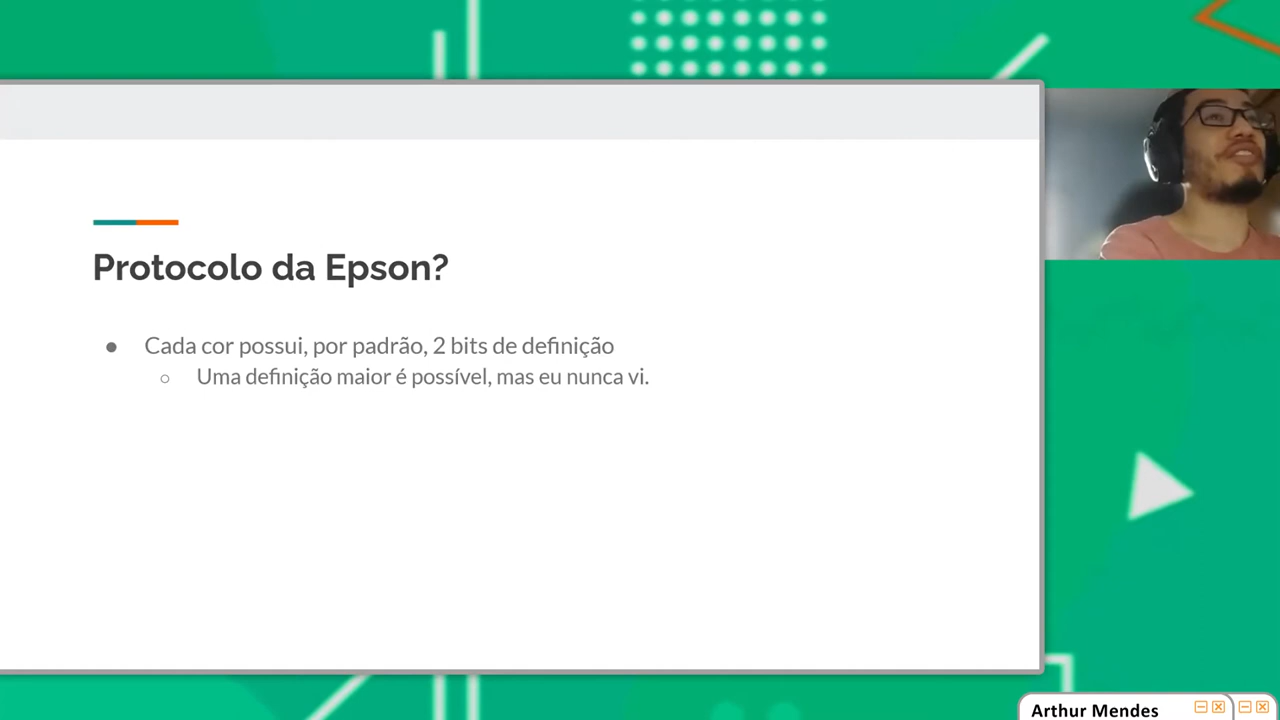 Protocolo da Epson?
● Cada cor possui, por padrão, 2 bits de definição
○ Uma definição maior é possível, mas eu nunca vi.
Arthur Mendes